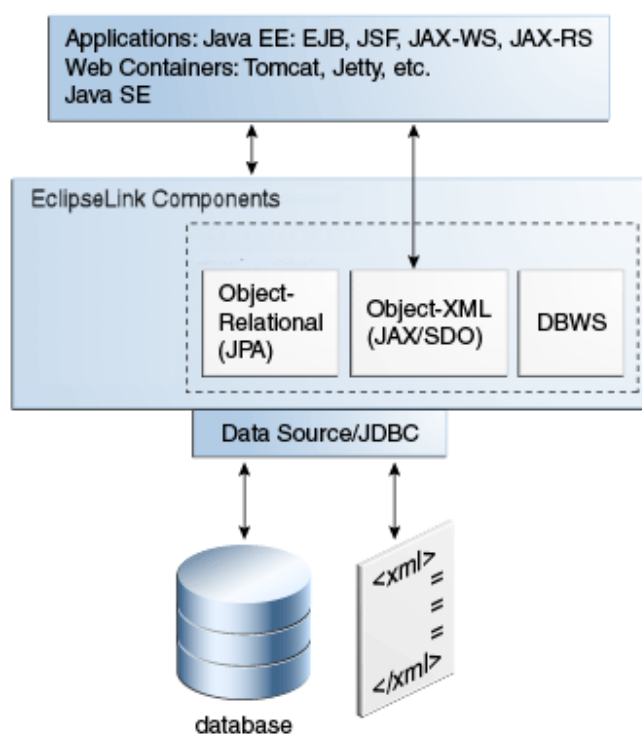 Applications: Java EE: EJB, JSF, JAX-WS, JAX-RS
Web Containers: Tomcat, Jetty, etc.
Java SE
EclipseLink Components
Object-
Relational
(JPA)
Object-XML
(JAX/SDO)
DBWS
Data Source/JDBC
<xml>
=
=
=
</xml>
database